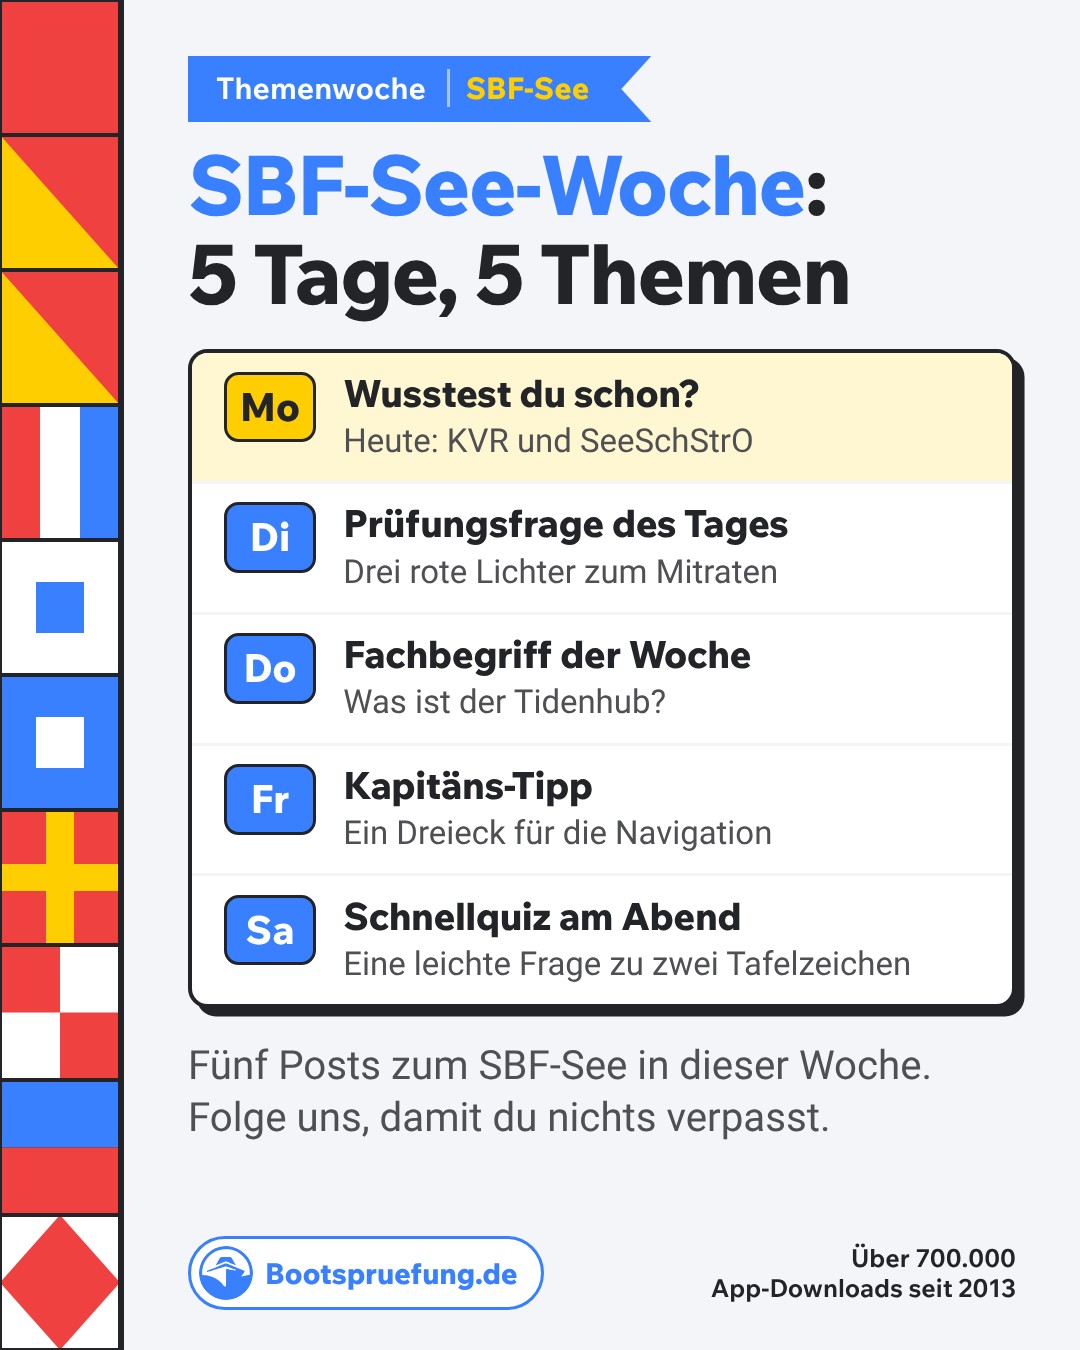 Themenwoche | SBF-See
SBF-See-Woche:
5 Tage, 5 Themen
Mo
Wusstest du schon?
Heute: KVR und SeeSchStrO
Di
Prüfungsfrage des Tages
Drei rote Lichter zum Mitraten
Do
Fachbegriff der Woche
Was ist der Tidenhub?
Fr
Kapitäns-Tipp
Ein Dreieck für die Navigation
Sa
Schnellquiz am Abend
Eine leichte Frage zu zwei Tafelzeichen
Fünf Posts zum SBF-See in dieser Woche.
Folge uns, damit du nichts verpasst.
Bootspruefung.de
Über 700.000
App-Downloads seit 2013